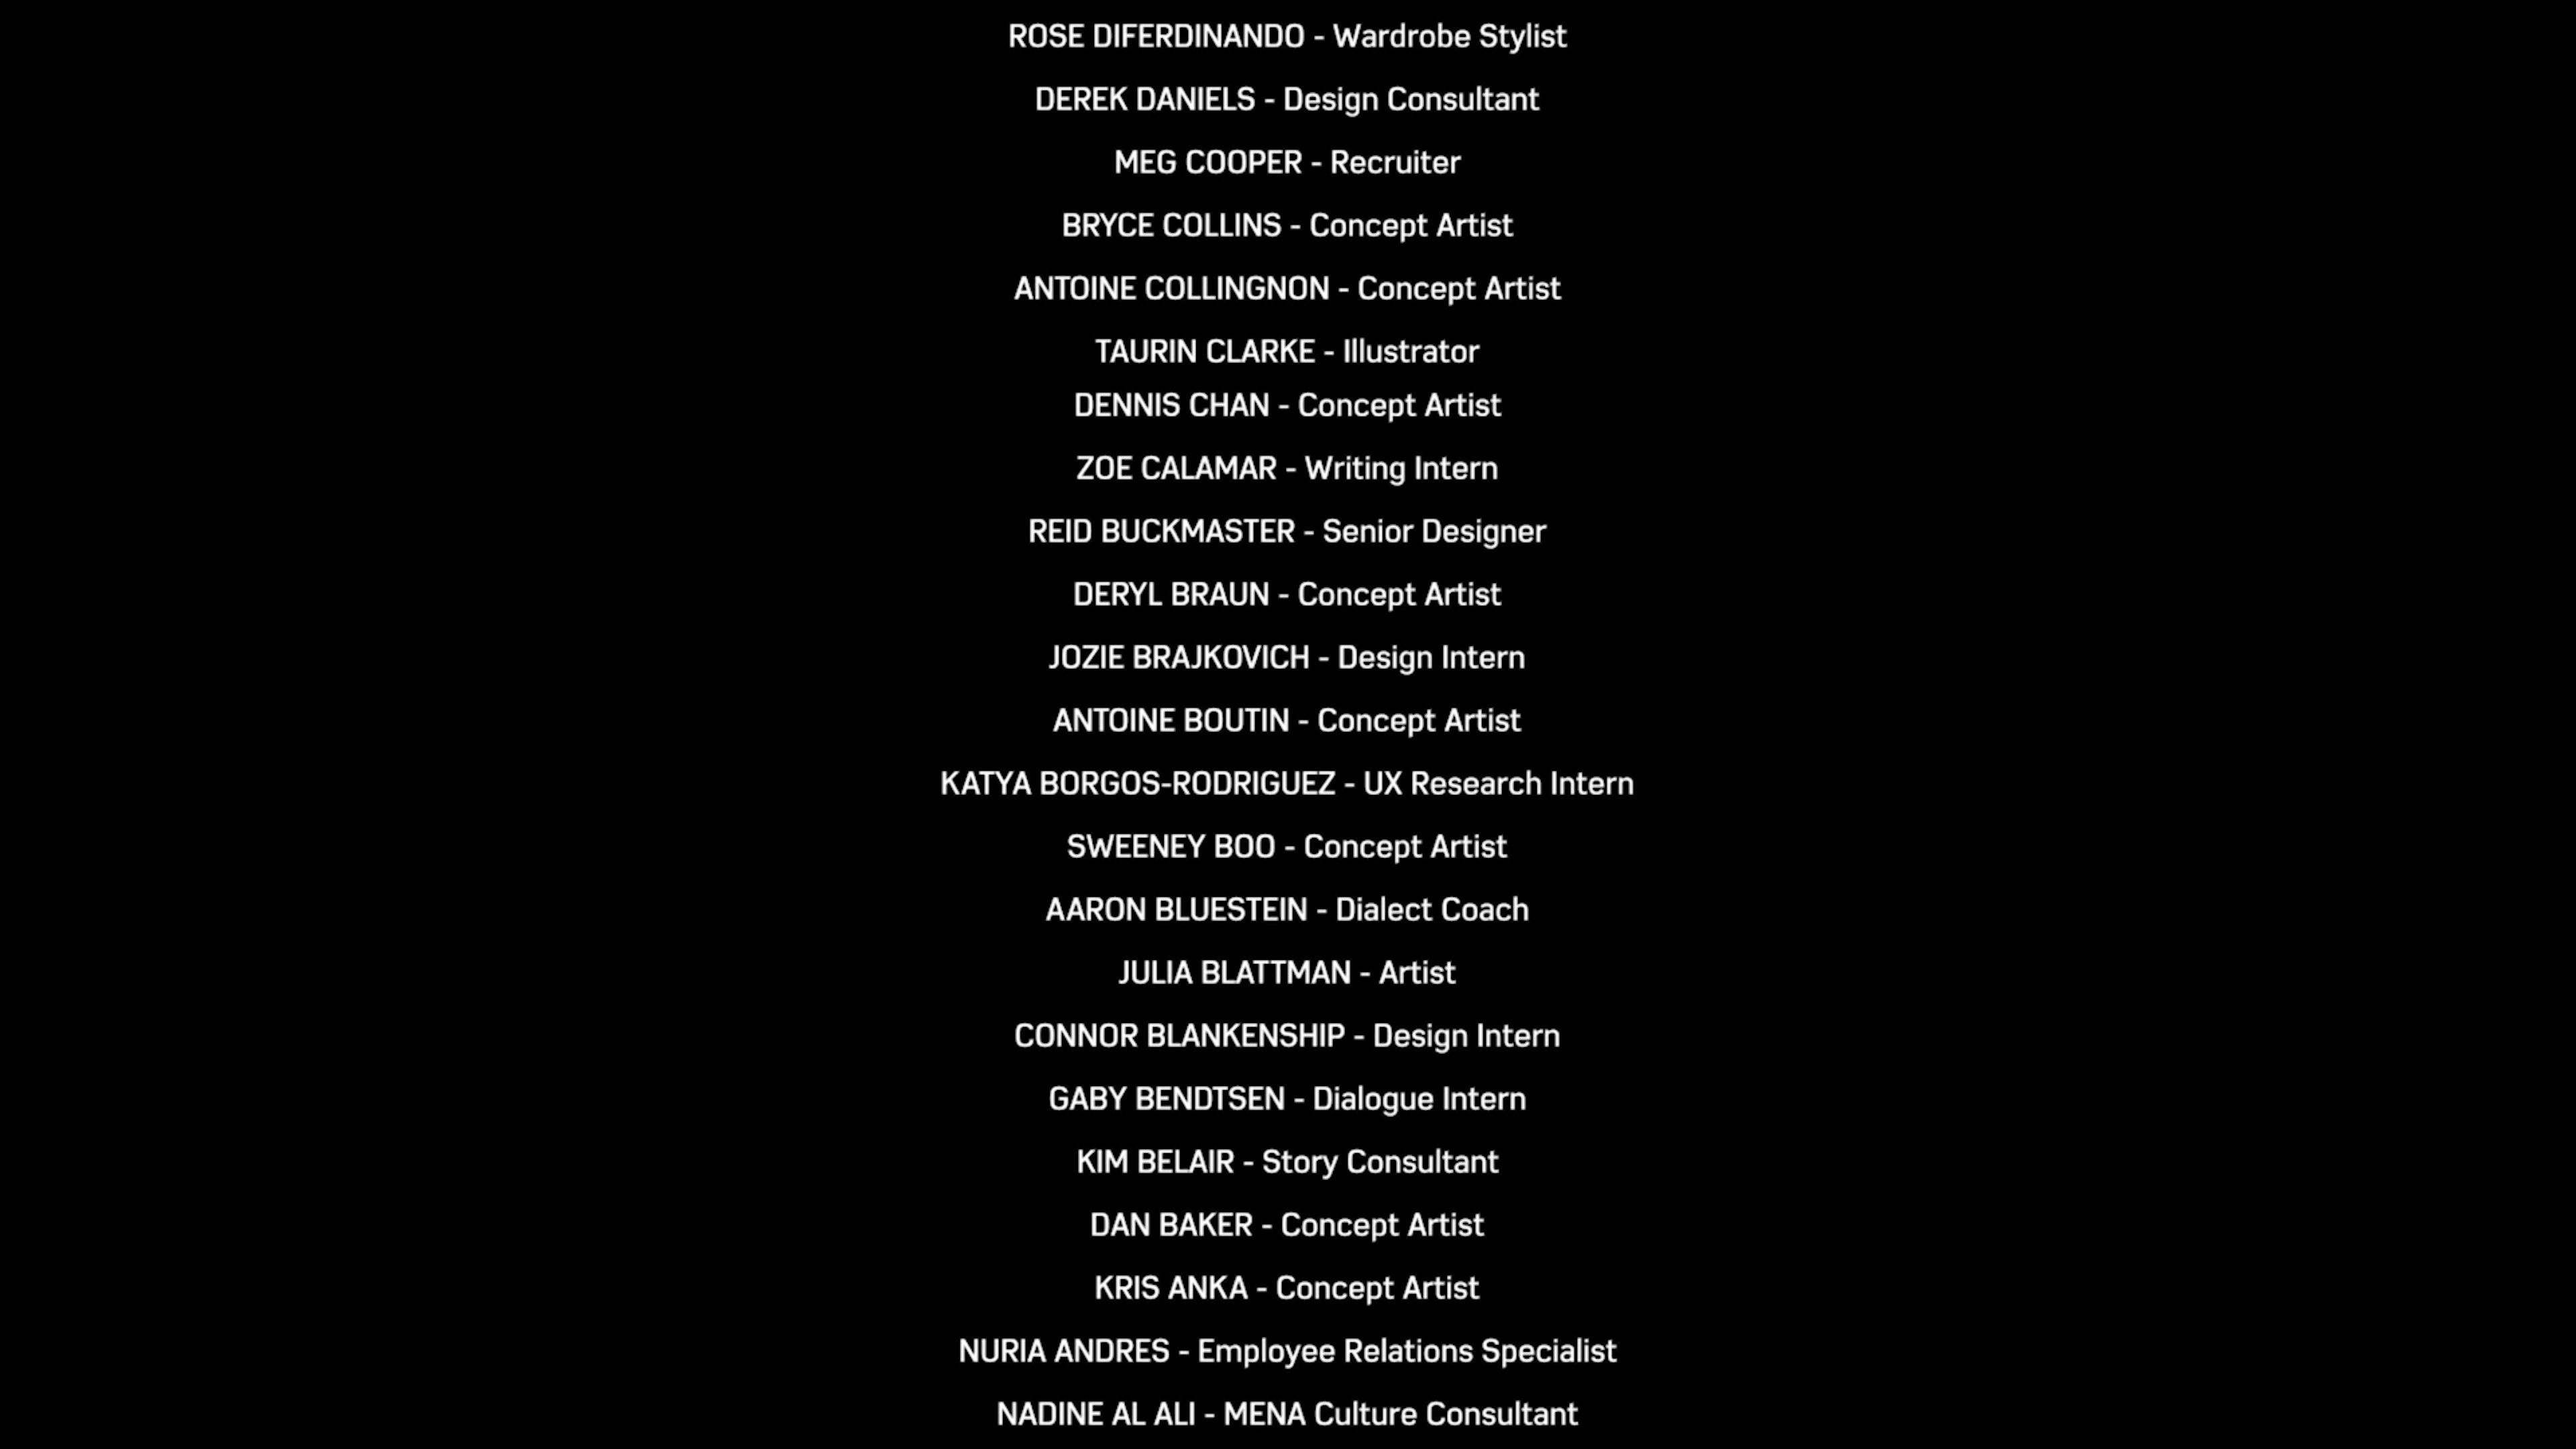 ROSE DIFERDINANDO - Wardrobe Stylist
DEREK DANIELS - Design Consultant
MEG COOPER - Recruiter
BRYCE COLLINS - Concept Artist
ANTOINE COLLINGNON - Concept Artist
TAURIN CLARKE - Illustrator
DENNIS CHAN - Concept Artist
ZOE CALAMAR - Writing Intern
REID BUCKMASTER - Senior Designer
DERYL BRAUN - Concept Artist
JOZIE BRAJKOVICH - Design Intern
ANTOINE BOUTIN - Concept Artist
KATYA BORGOS-RODRIGUEZ - UX Research Intern
SWEENEY BOO - Concept Artist
AARON BLUESTEIN - Dialect Coach
JULIA BLATTMAN - Artist
CONNOR BLANKENSHIP - Design Intern
GABY BENDTSEN - Dialogue Intern
KIM BELAIR - Story Consultant
DAN BAKER - Concept Artist
KRIS ANKA - Concept Artist
NURIA ANDRES - Employee Relations Specialist
NADINE AL ALI - MENA Culture Consultant